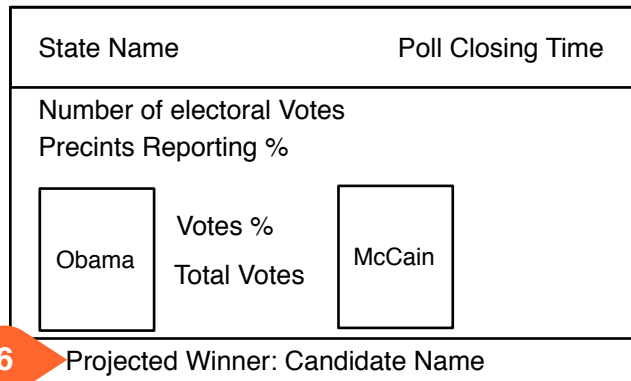 State Name Poll Closing Time
Number of electoral Votes
Precints Reporting %
Votes %
Obama McCain
Total Votes
6 Projected Winner: Candidate Name